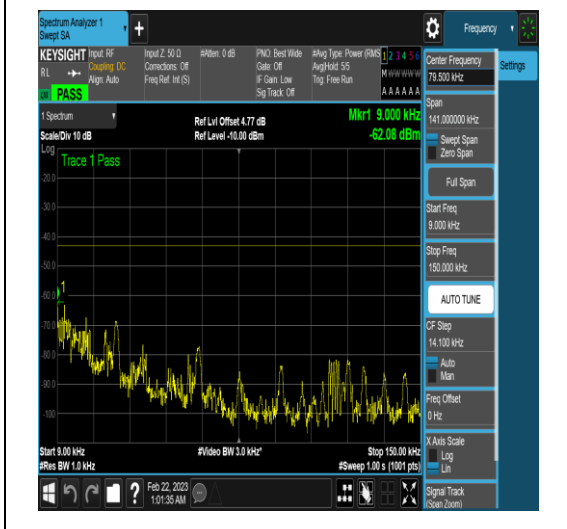 Spectrum Analyzer 1
Swept SA
+
Frequency
KEYSIGHT
RL
PASS
Input: RF
Coupling: DC
Align: Auto
Input Z: 50 Ω
Corrections: Off
Freq Ref: Int (S)
#Atten: 0 dB
PNO: Best Wide
Gate: Off
IF Gain: Low
Sig Track: Off
#Avg Type: Power (RMS
Avg|Hold: 5/5
Trig: Free Run
1 2 3 4 5 6
M W W W W W
A A A A A A
1 Spectrum
Scale/Div 10 dB
Ref Lvl Offset 4.77 dB
Ref Level -10.00 dBm
Mkr1 9.000 kHz
-62.08 dBm
Log
Trace 1 Pass
-20.0
-30.0
-40.0
-50.0
-60.0
-70.0
-80.0
-90.0
-100
1
Start 9.00 kHz
#Res BW 1.0 kHz
#Video BW 3.0 kHz*
Stop 150.00 kHz
#Sweep 1.00 s (1001 pts)
?
Feb 22, 2023
1:01:35 AM
Center Frequency
79.500 kHz
Settings
Span
141.000000 kHz
Swept Span
Zero Span
Full Span
Start Freq
9.000 kHz
Stop Freq
150.000 kHz
AUTO TUNE
CF Step
14.100 kHz
Auto
Man
Freq Offset
0 Hz
X Axis Scale
Log
Lin
Signal Track
(Span Zoom)